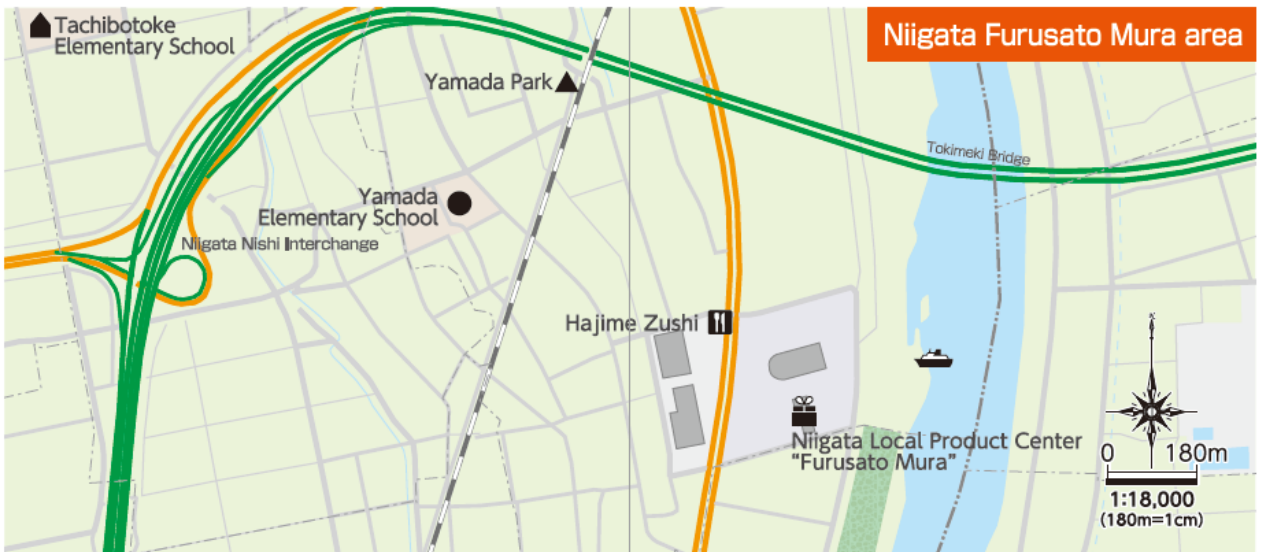 Niigata Furusato Mura area
Tachibotoke
Elementary School
Yamada Park
Tokimeki Bridge
Yamada
Elementary School
Niigata Nishi Interchange
Hajime Zushi
Niigata Local Product Center
"Furusato Mura"
0 180m
1:18,000
(180m=1cm)